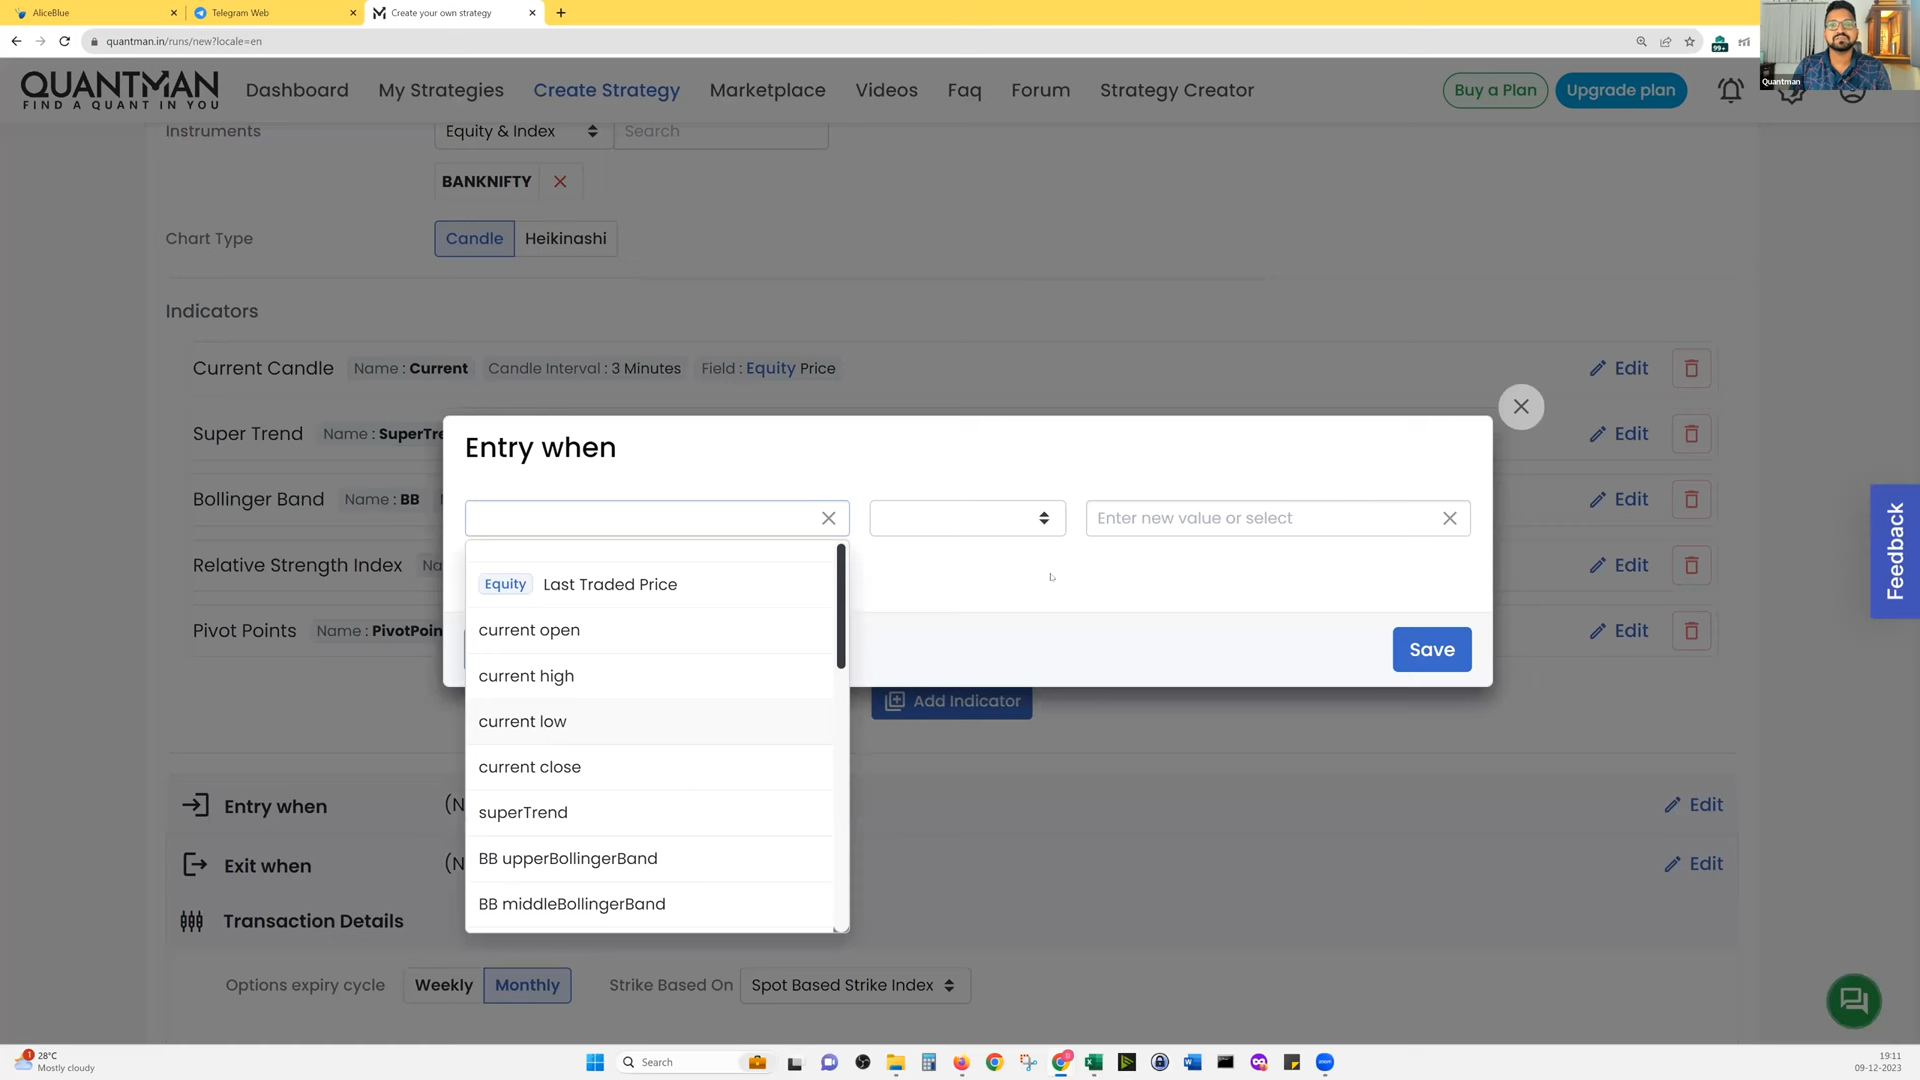 AliceBlue
Telegram Web
Create your own strategy
quantman.in/runs/new?locale=en
99+
QUANTMAN
FIND A QUANT IN YOU
Dashboard
My Strategies
Create Strategy
Marketplace
Videos
Faq
Forum
Strategy Creator
Buy a Plan
Upgrade plan
Quantman
Instruments
Equity & Index
Search
BANKNIFTY
Chart Type
Candle
Heikinashi
Indicators
Current Candle Name : Current Candle Interval : 3 Minutes Field : Equity Price
Edit
Super Trend Name : SuperTre
Edit
Bollinger Band Name : BB
Edit
Relative Strength Index Na
Edit
Pivot Points Name : PivotPoin
Edit
Entry when
Enter new value or select
Equity Last Traded Price
current open
current high
current low
current close
superTrend
BB upperBollingerBand
BB middleBollingerBand
Save
Add Indicator
Feedback
Entry when (N
Edit
Exit when (N
Edit
Transaction Details
Options expiry cycle
Weekly
Monthly
Strike Based On
Spot Based Strike Index
1
28°C
Mostly cloudy
Search
19:11
09-12-2023